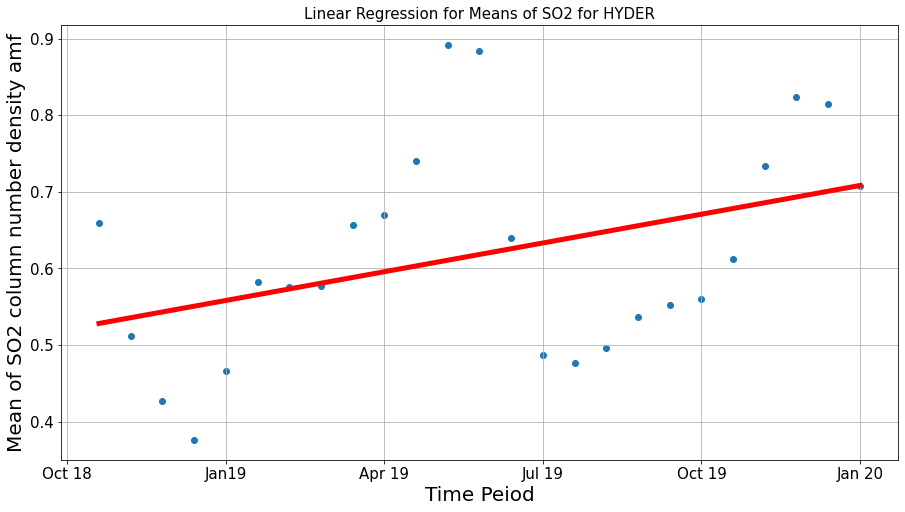 Linear Regression for Means of SO2 for HYDER
Mean of SO2 column number density amf
0.9
0.8
0.7
0.6
0.5
0.4
Oct 18 Jan19 Apr 19 Jul 19 Oct 19 Jan 20
Time Peiod